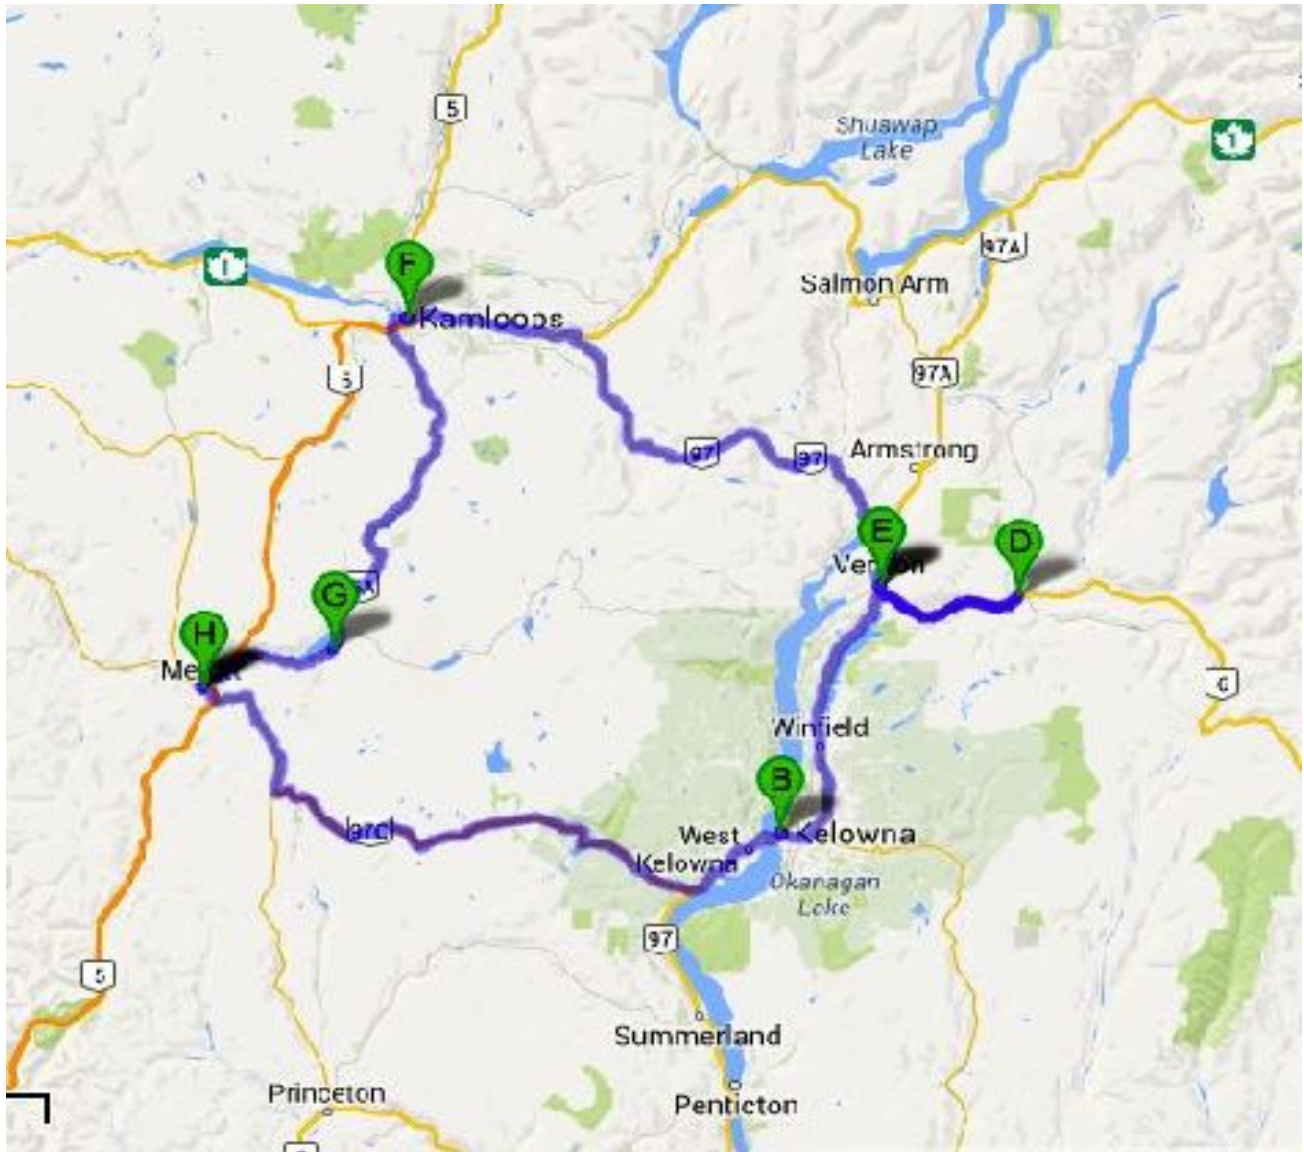 5
Shuswap
Lake
1
1
97A
F
Salmon Arm
Kamloops
5
97A
97
97
Armstrong
E
D
G
H
6
Winfield
B
West
Kelowna
Kelowna
97C
Okanagan
Lake
97
5
Summerland
Princeton
Penticton